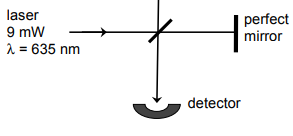 laser
9 mW
λ = 635 nm
perfect
mirror
detector